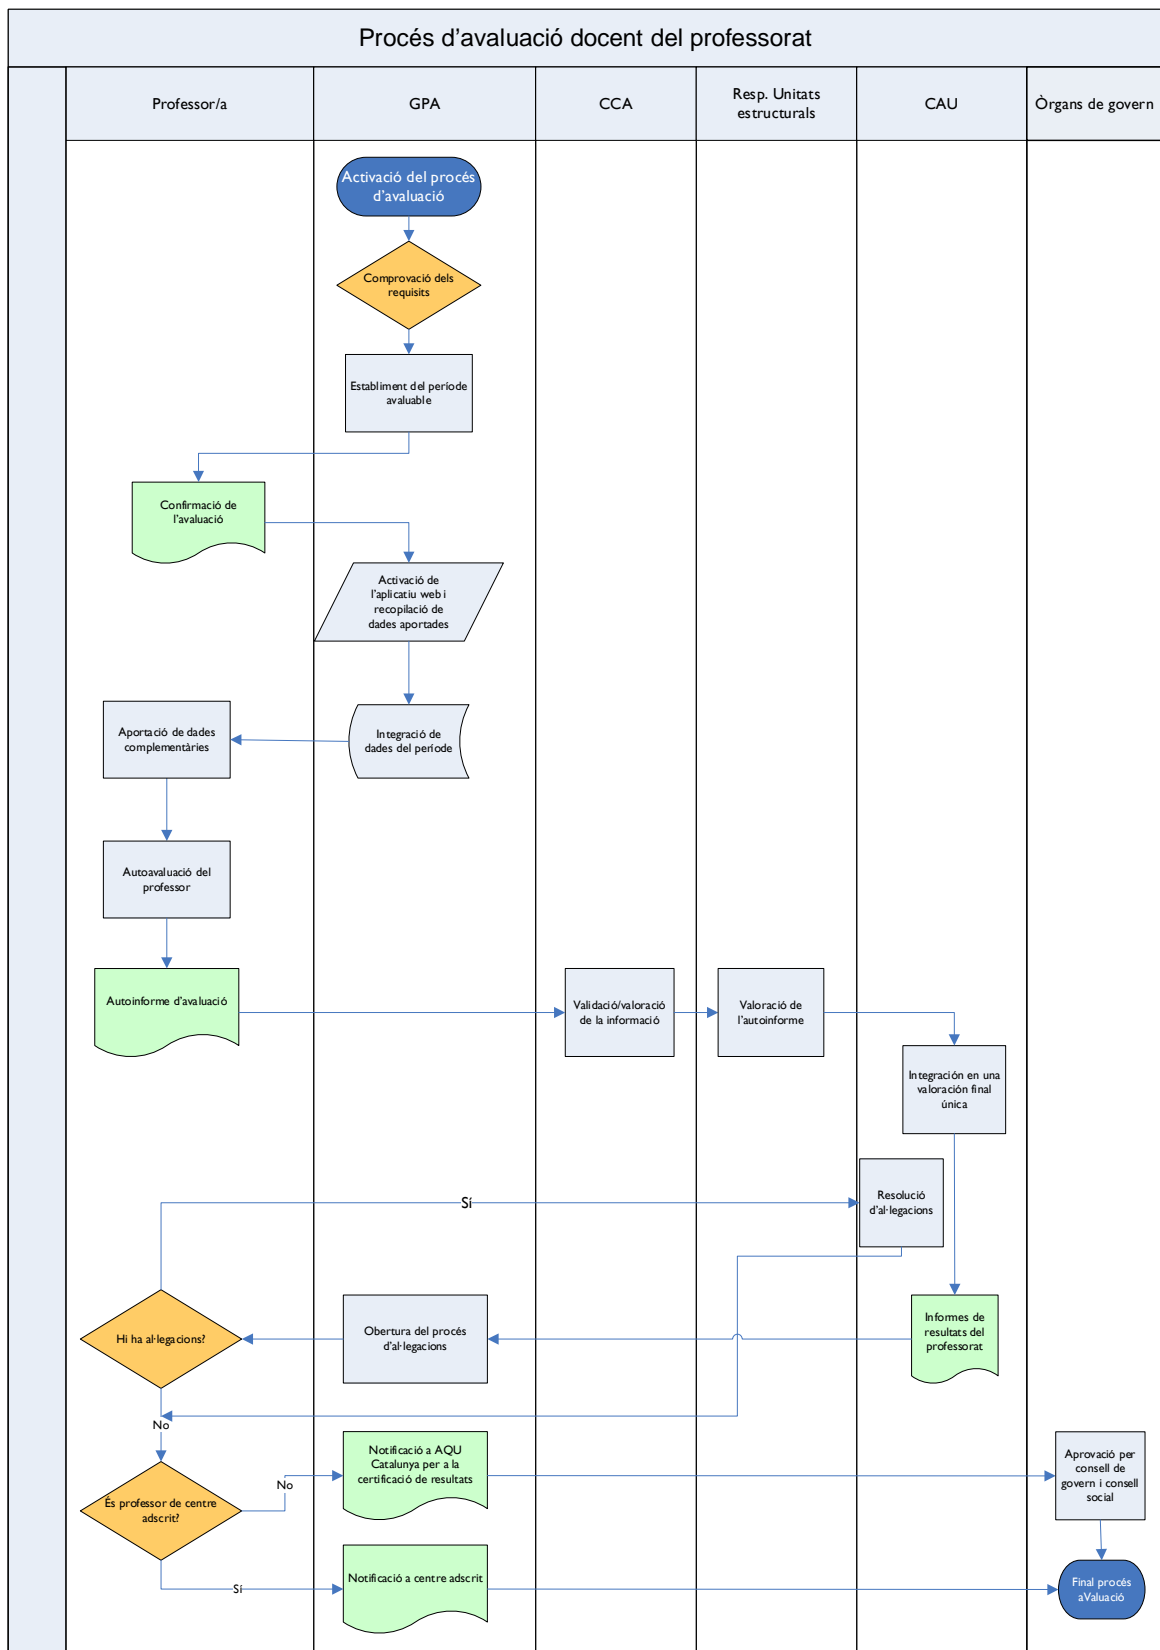 Procés d’avaluació docent del professorat
Professor/a
GPA
CCA
Resp. Unitats
estructurals
CAU
Òrgans de govern
Activació del procés
d’avaluació
Comprovació dels
requisits
Establiment del període
avaluable
Confirmació de
l’avaluació
Activació de
l’aplicatiu web i
recopilació de
dades aportades
Aportació de dades
complementàries
Integració de
dades del període
Autoavaluació del
professor
Autoinforme d’avaluació
Validació/valoració
de la informació
Valoració de
l’autoinforme
Integración en una
valoración final
única
Sí
Resolució
d’al·legacions
Hi ha al·legacions?
Obertura del procés
d’al·legacions
Informes de
resultats del
professorat
No
És professor de centre
adscrit?
No
Notificació a AQU
Catalunya per a la
certificació de resultats
Aprovació per
consell de
govern i consell
social
Sí
Notificació a centre adscrit
Final procés
aValuació